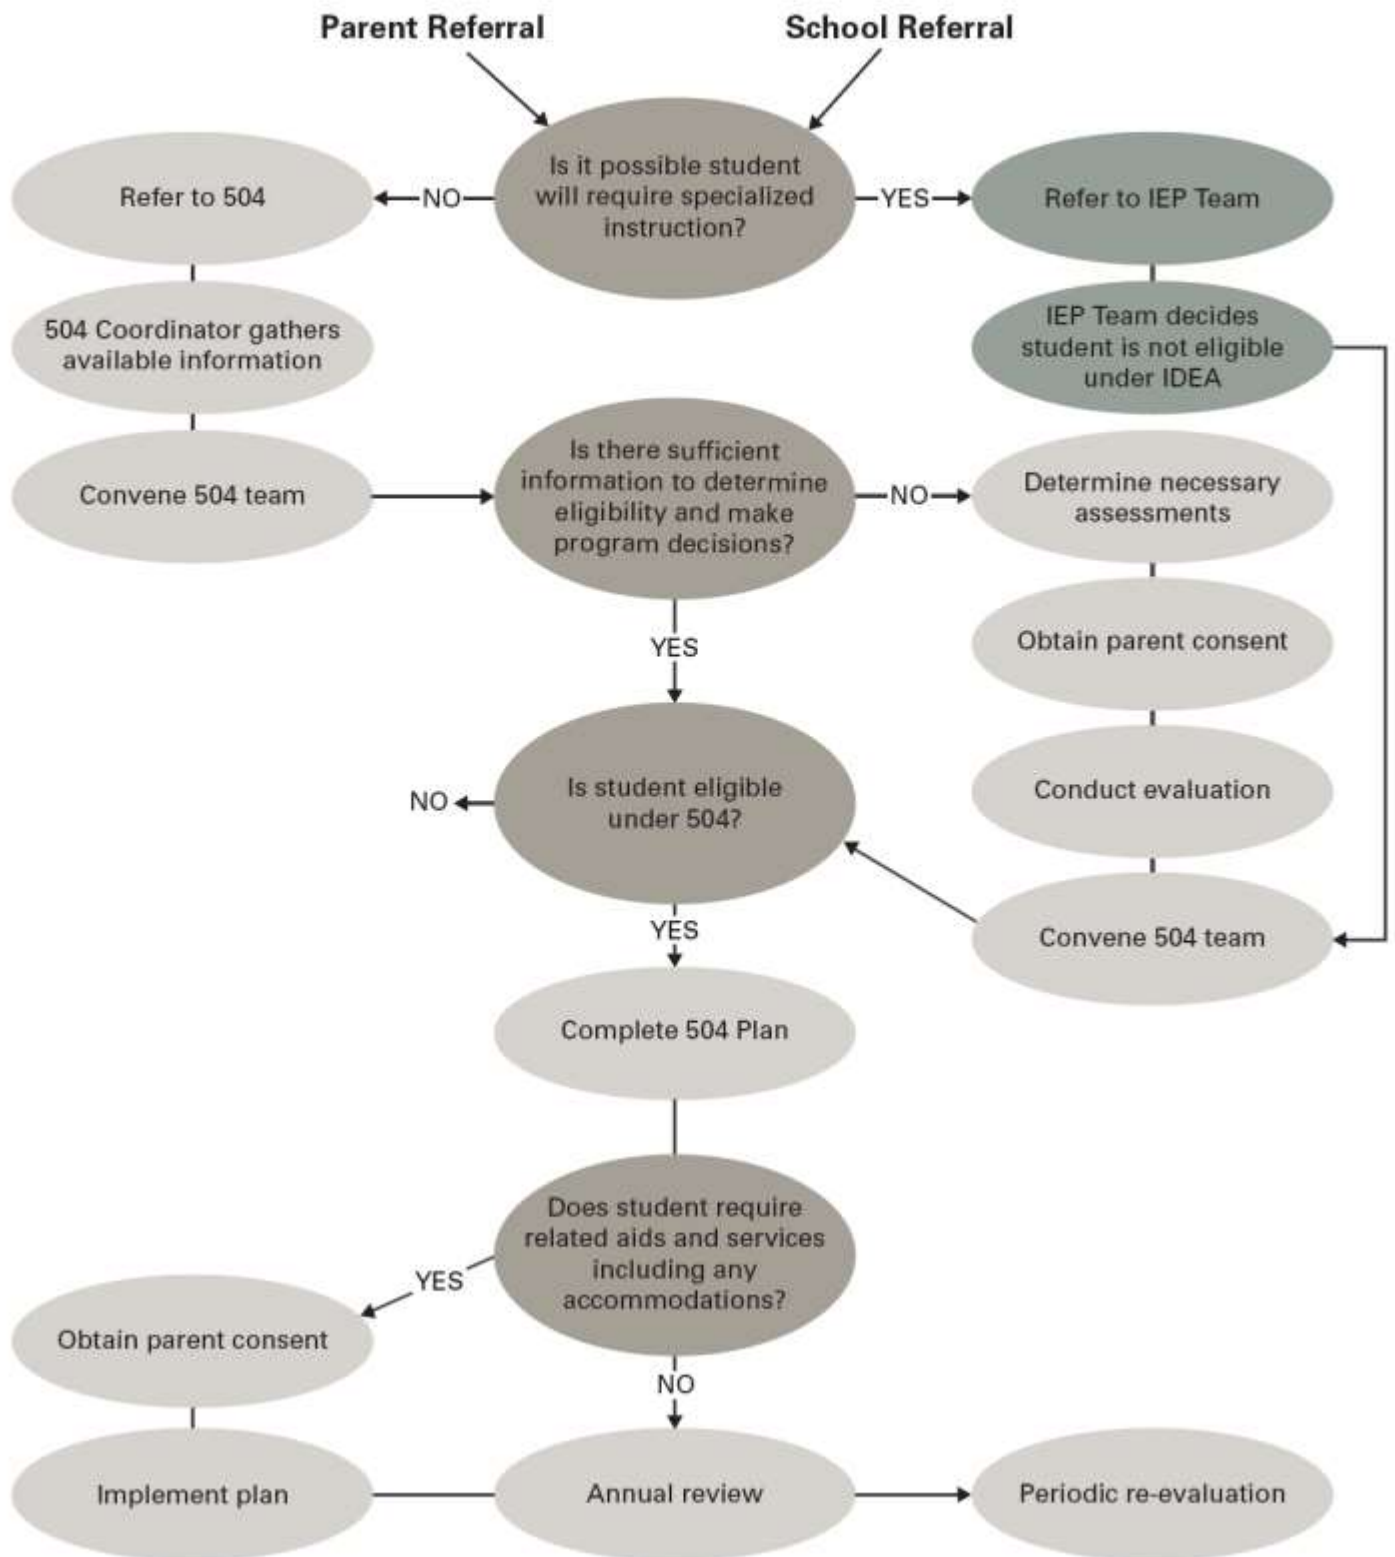 Parent Referral
School Referral
Is it possible student
will require specialized
instruction?
NO
YES
Refer to 504
Refer to IEP Team
504 Coordinator gathers
available information
IEP Team decides
student is not eligible
under IDEA
Convene 504 team
Is there sufficient
information to determine
eligibility and make
program decisions?
NO
Determine necessary
assessments
YES
Obtain parent consent
Is student eligible
under 504?
NO
Conduct evaluation
YES
Convene 504 team
Complete 504 Plan
Does student require
related aids and services
including any
accommodations?
YES
Obtain parent consent
NO
Implement plan
Annual review
Periodic re-evaluation